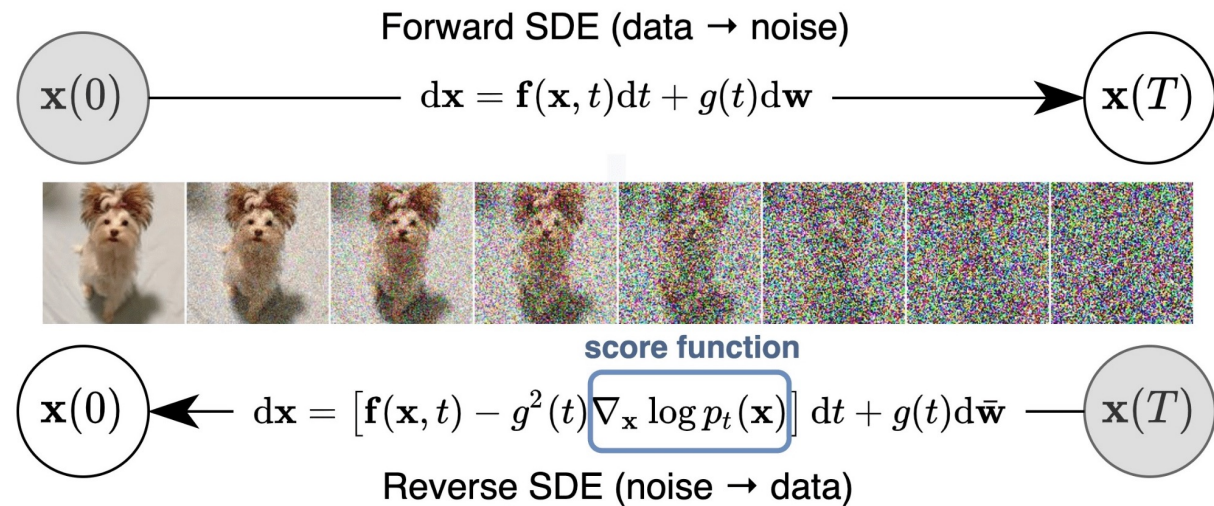 Forward SDE (data → noise)
x(0) dx = f(x, t)dt + g(t)dw x(T)
score function
x(0) dx = [f(x, t) − g²(t)∇ₓ log pₜ(x)] dt + g(t)dw̄ x(T)
Reverse SDE (noise → data)